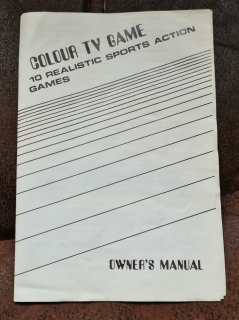 COLOUR TV GAME
10 REALISTIC SPORTS ACTION
GAMES
OWNER'S MANUAL